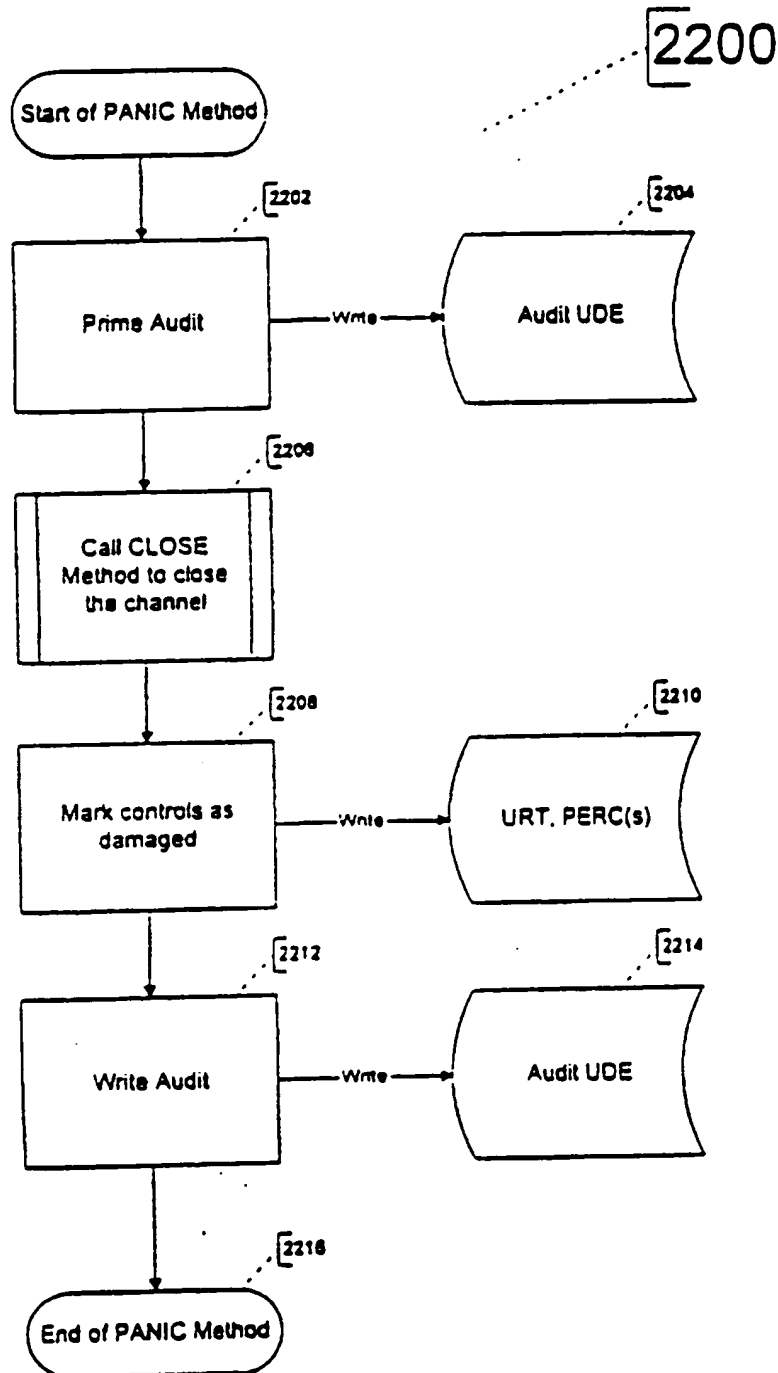 2200
Start of PANIC Method
2202
2204
Prime Audit
Write
Audit UDE
2206
Call CLOSE
Method to close
the channel
2208
2210
Mark controls as
damaged
Write
URT, PERC(s)
2212
2214
Write Audit
Write
Audit UDE
2216
End of PANIC Method